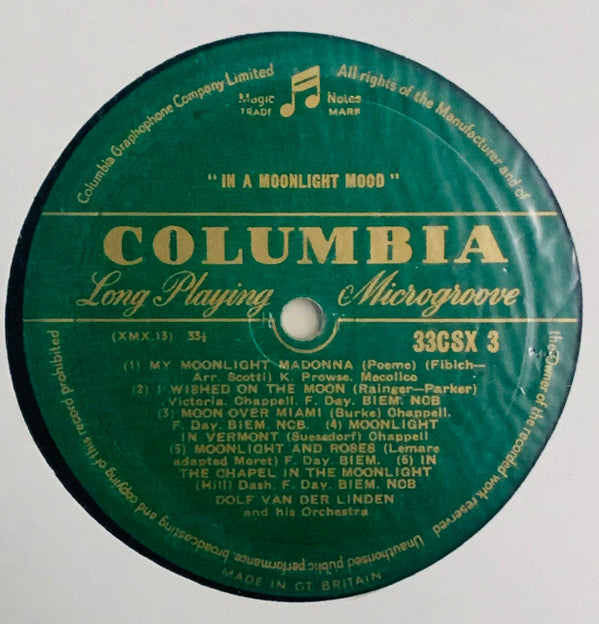 Columbia Graphophone Company Limited
All rights of the Manufacturer and of
the Owner of the recorded work reserved
Unauthorised public performance, broadcasting and copying of this record prohibited
Magic Notes
TRADE MARK
"IN A MOONLIGHT MOOD"
COLUMBIA
Long Playing Microgroove
(XMX.13) 33⅓ 33CSX 3
(1) MY MOONLIGHT MADONNA (Poeme) (Fibich—
Arr. Scotti) K. Prowse. Mecolico
(2) I WISHED ON THE MOON (Rainger—Parker)
Victoria. Chappell. F. Day. BIEM. NCB
(3) MOON OVER MIAMI (Burke) Chappell.
F. Day. BIEM. NCB. (4) MOONLIGHT
IN VERMONT (Suessdorf) Chappell
(5) MOONLIGHT AND ROSES (Lemare
adapted Moret) F. Day. BIEM. (6) IN
THE CHAPEL IN THE MOONLIGHT
(Hill) Dash. F. Day. BIEM. NCB
DOLF VAN DER LINDEN
and his Orchestra
MADE IN GT. BRITAIN